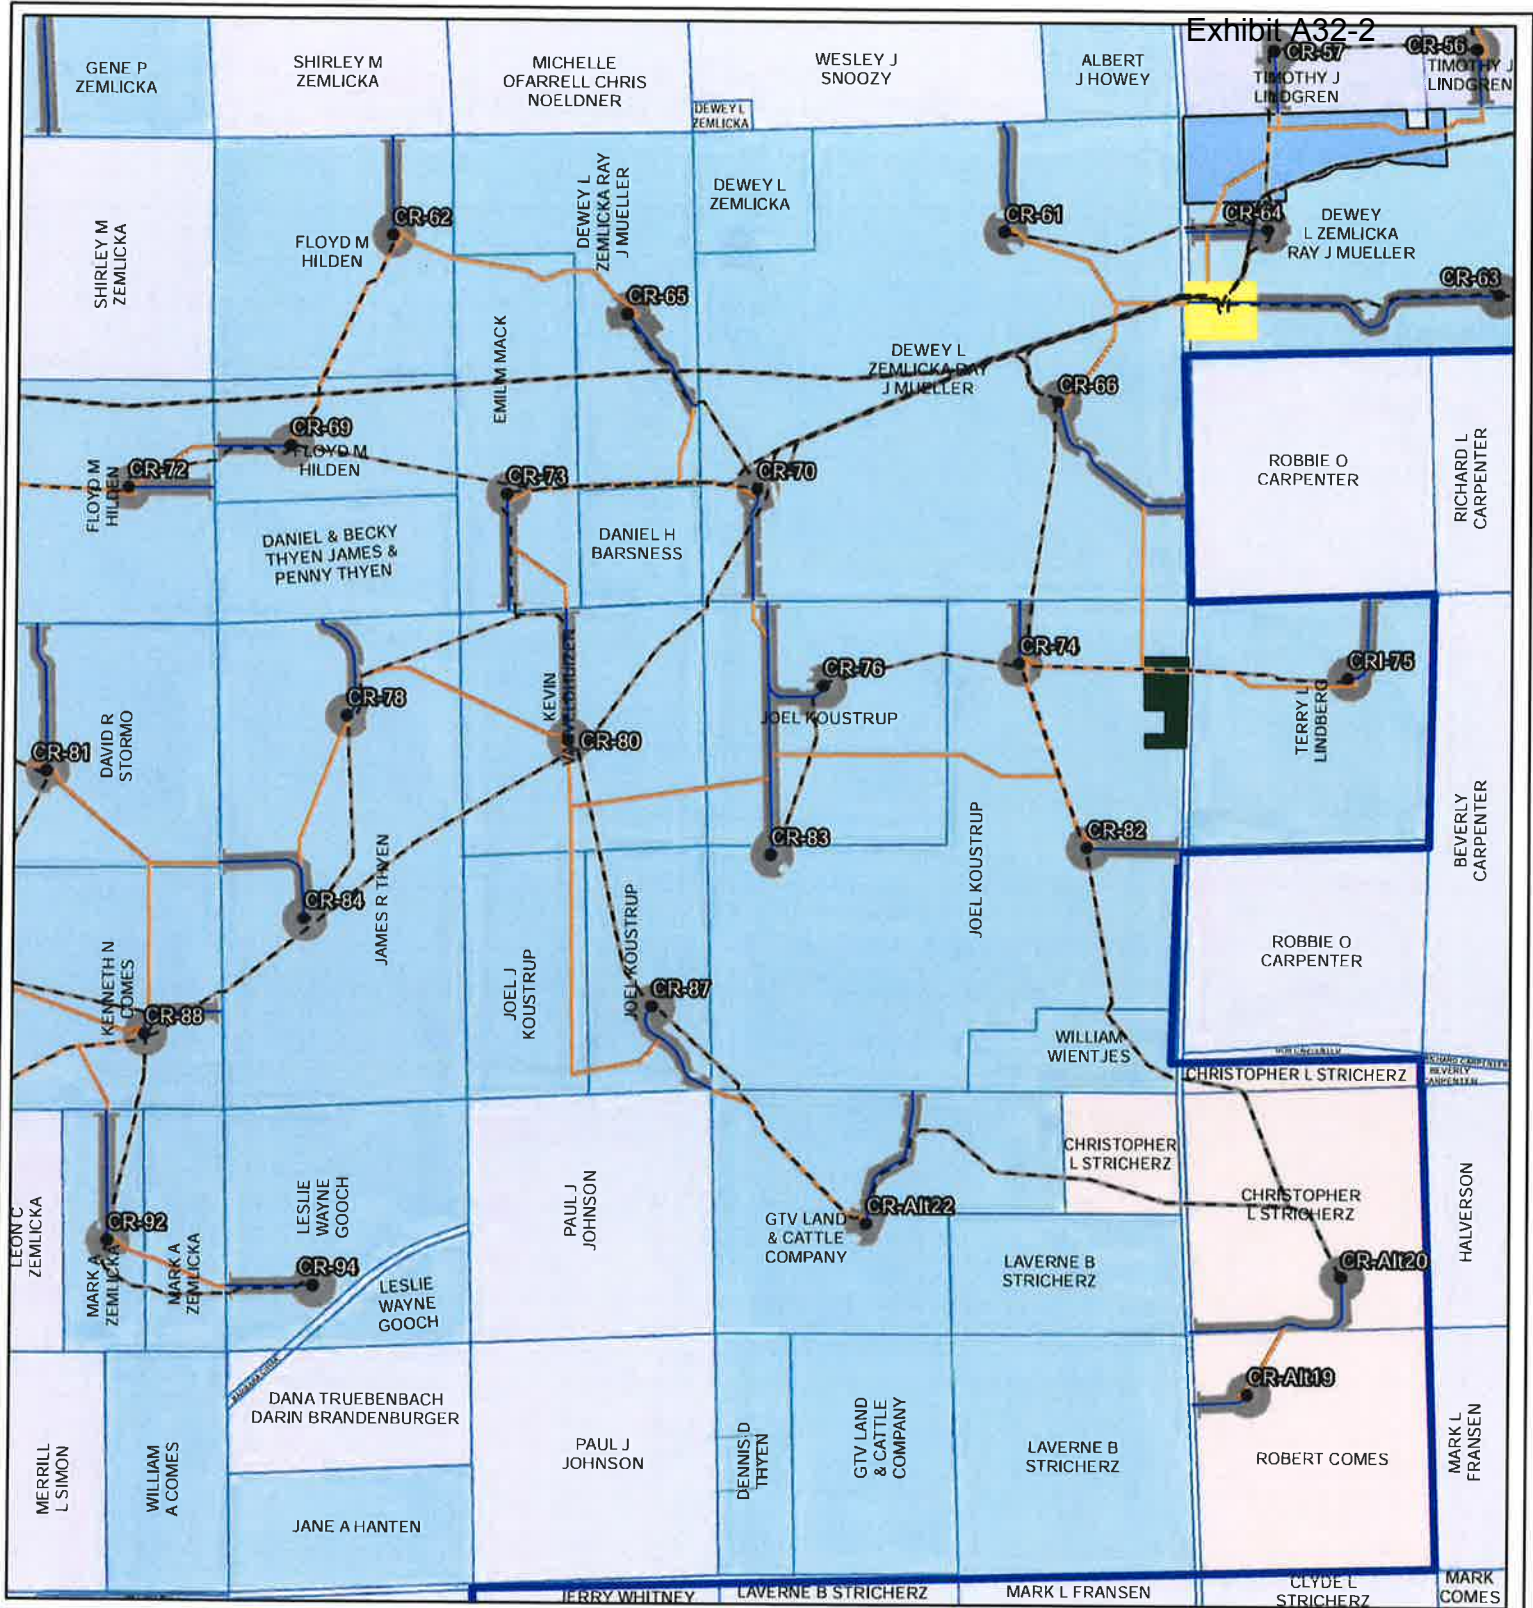 Exhibit A32-2
GENE P
ZEMLICKA
SHIRLEY M
ZEMLICKA
MICHELLE
OFARRELL CHRIS
NOELDNER
WESLEY J
SNOOZY
ALBERT
J HOWEY
CR-57
TIMOTHY J
LINDGREN
CR-56
TIMOTHY J
LINDGREN
DEWEY L
ZEMLICKA
SHIRLEY M
ZEMLICKA
CR-62
FLOYD M
HILDEN
DEWEY L
ZEMLICKA RAY
J MUELLER
DEWEY L
ZEMLICKA
CR-61
CR-64
DEWEY
L ZEMLICKA
RAY J MUELLER
CR-63
CR-65
EMIL M MACK
DEWEY L
ZEMLICKA RAY
J MUELLER
CR-66
CR-69
FLOYD M
HILDEN
FLOYD M
HILDEN
CR-72
CR-73
CR-70
ROBBIE O
CARPENTER
RICHARD L
CARPENTER
DANIEL & BECKY
THYEN JAMES &
PENNY THYEN
DANIEL H
BARSNESS
CR-74
CRI-75
CR-76
CR-78
KEVIN
JOEL KOUSTRUP
TERRY L
LINDBERG
DAVID R
STORMO
CR-81
CR-80
BEVERLY
CARPENTER
CR-83
CR-82
JOEL KOUSTRUP
JAMES R THYEN
CR-84
JOEL KOUSTRUP
ROBBIE O
CARPENTER
KENNETH N
COMES
JOEL J
KOUSTRUP
CR-87
CR-88
WILLIAM
WIENTJES
CHRISTOPHER L STRICHERZ
BEVERLY
CARPENTER
CHRISTOPHER
L STRICHERZ
LEON C
ZEMLICKA
CR-92
MARK A
ZEMLICKA
MARK A
ZEMLICKA
LESLIE
WAYNE
GOOCH
PAUL J
JOHNSON
CR-Alt22
GTV LAND
& CATTLE
COMPANY
CHRISTOPHER
L STRICHERZ
HALVERSON
CR-94
LESLIE
WAYNE
GOOCH
LAVERNE B
STRICHERZ
CR-Alt20
CR-Alt19
DANA TRUEBENBACH
DARIN BRANDENBURGER
MERRILL
L SIMON
WILLIAM
A COMES
PAUL J
JOHNSON
DENNIS D
THYEN
GTV LAND
& CATTLE
COMPANY
LAVERNE B
STRICHERZ
ROBERT COMES
MARK L
FRANSEN
JANE A HANTEN
JERRY WHITNEY
LAVERNE B STRICHERZ
MARK L FRANSEN
CLYDE L
STRICHERZ
MARK
COMES